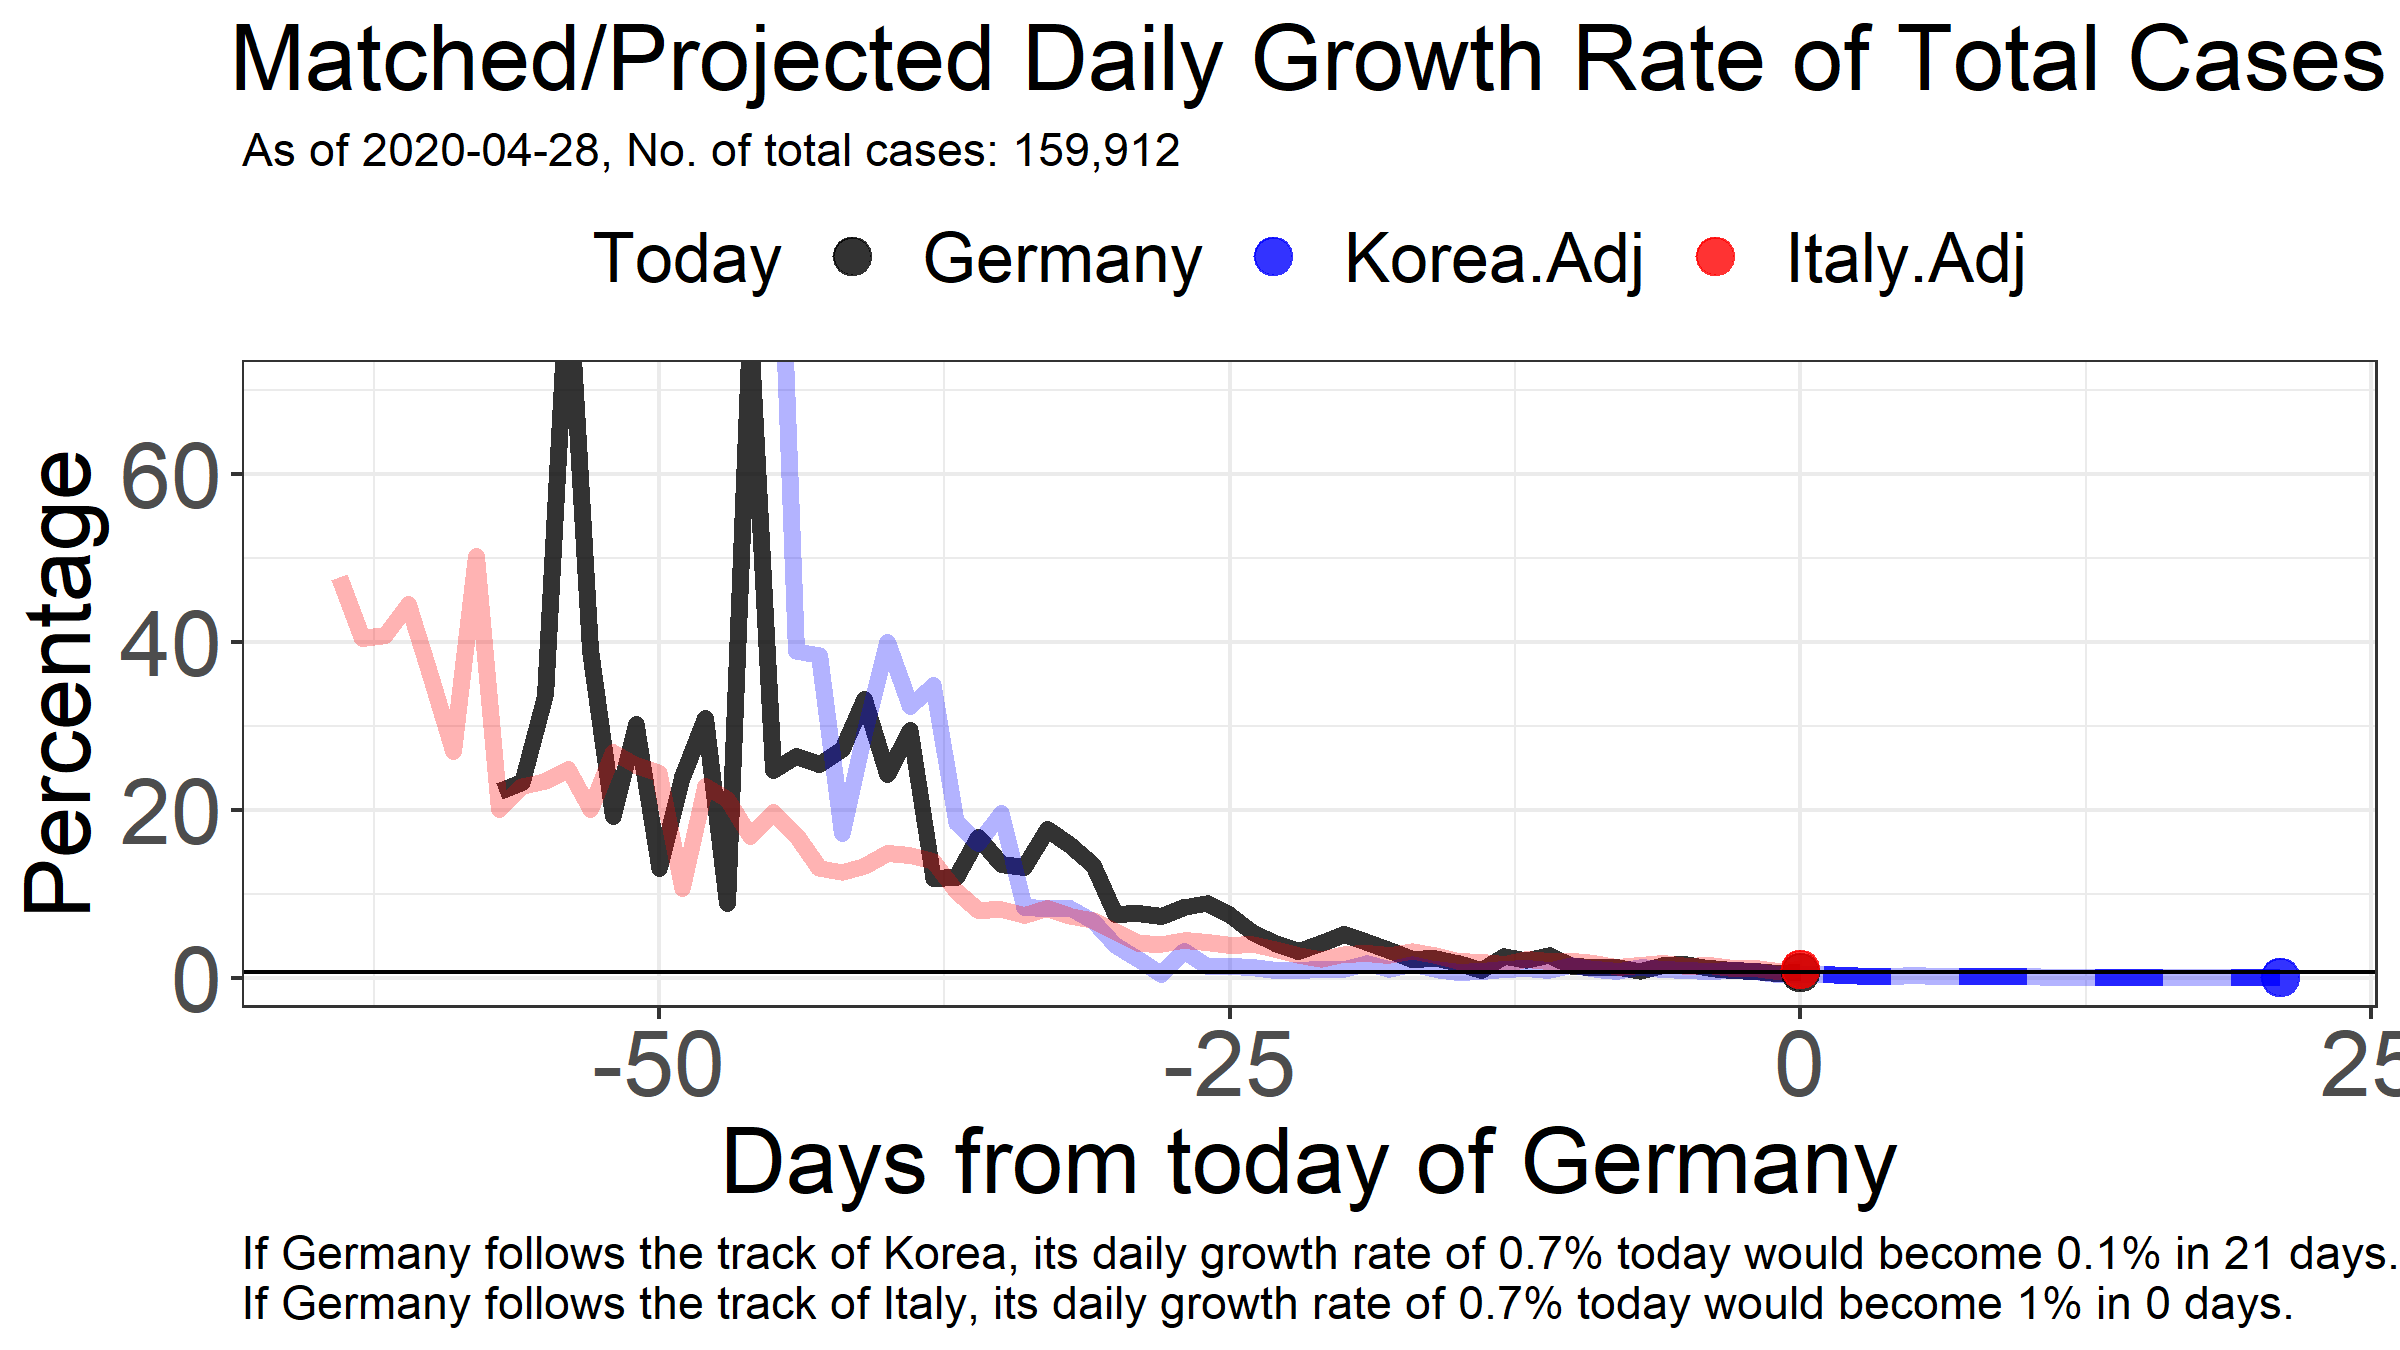 Matched/Projected Daily Growth Rate of Total Cases
As of 2020-04-28, No. of total cases: 159,912
Today Germany Korea.Adj Italy.Adj
Percentage
60
40
20
0
-50 -25 0 25
Days from today of Germany
If Germany follows the track of Korea, its daily growth rate of 0.7% today would become 0.1% in 21 days.
If Germany follows the track of Italy, its daily growth rate of 0.7% today would become 1% in 0 days.